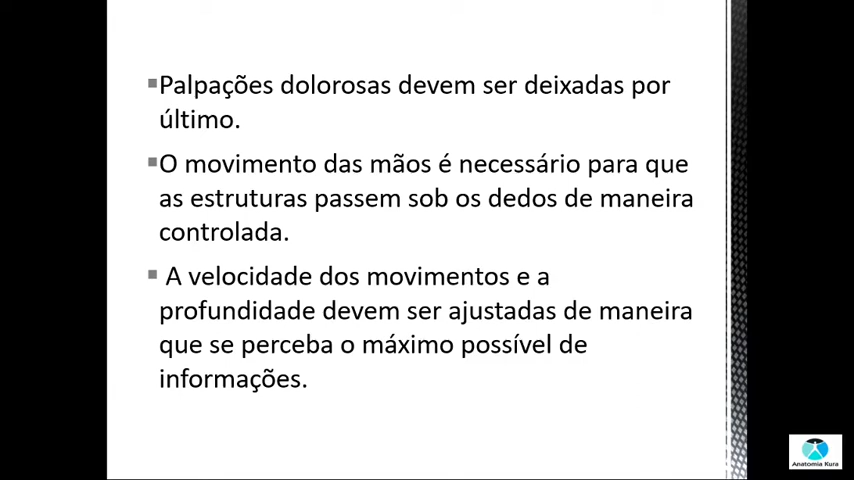 ▪Palpações dolorosas devem ser deixadas por
último.
▪O movimento das mãos é necessário para que
as estruturas passem sob os dedos de maneira
controlada.
▪ A velocidade dos movimentos e a
profundidade devem ser ajustadas de maneira
que se perceba o máximo possível de
informações.
Anatomia Kura